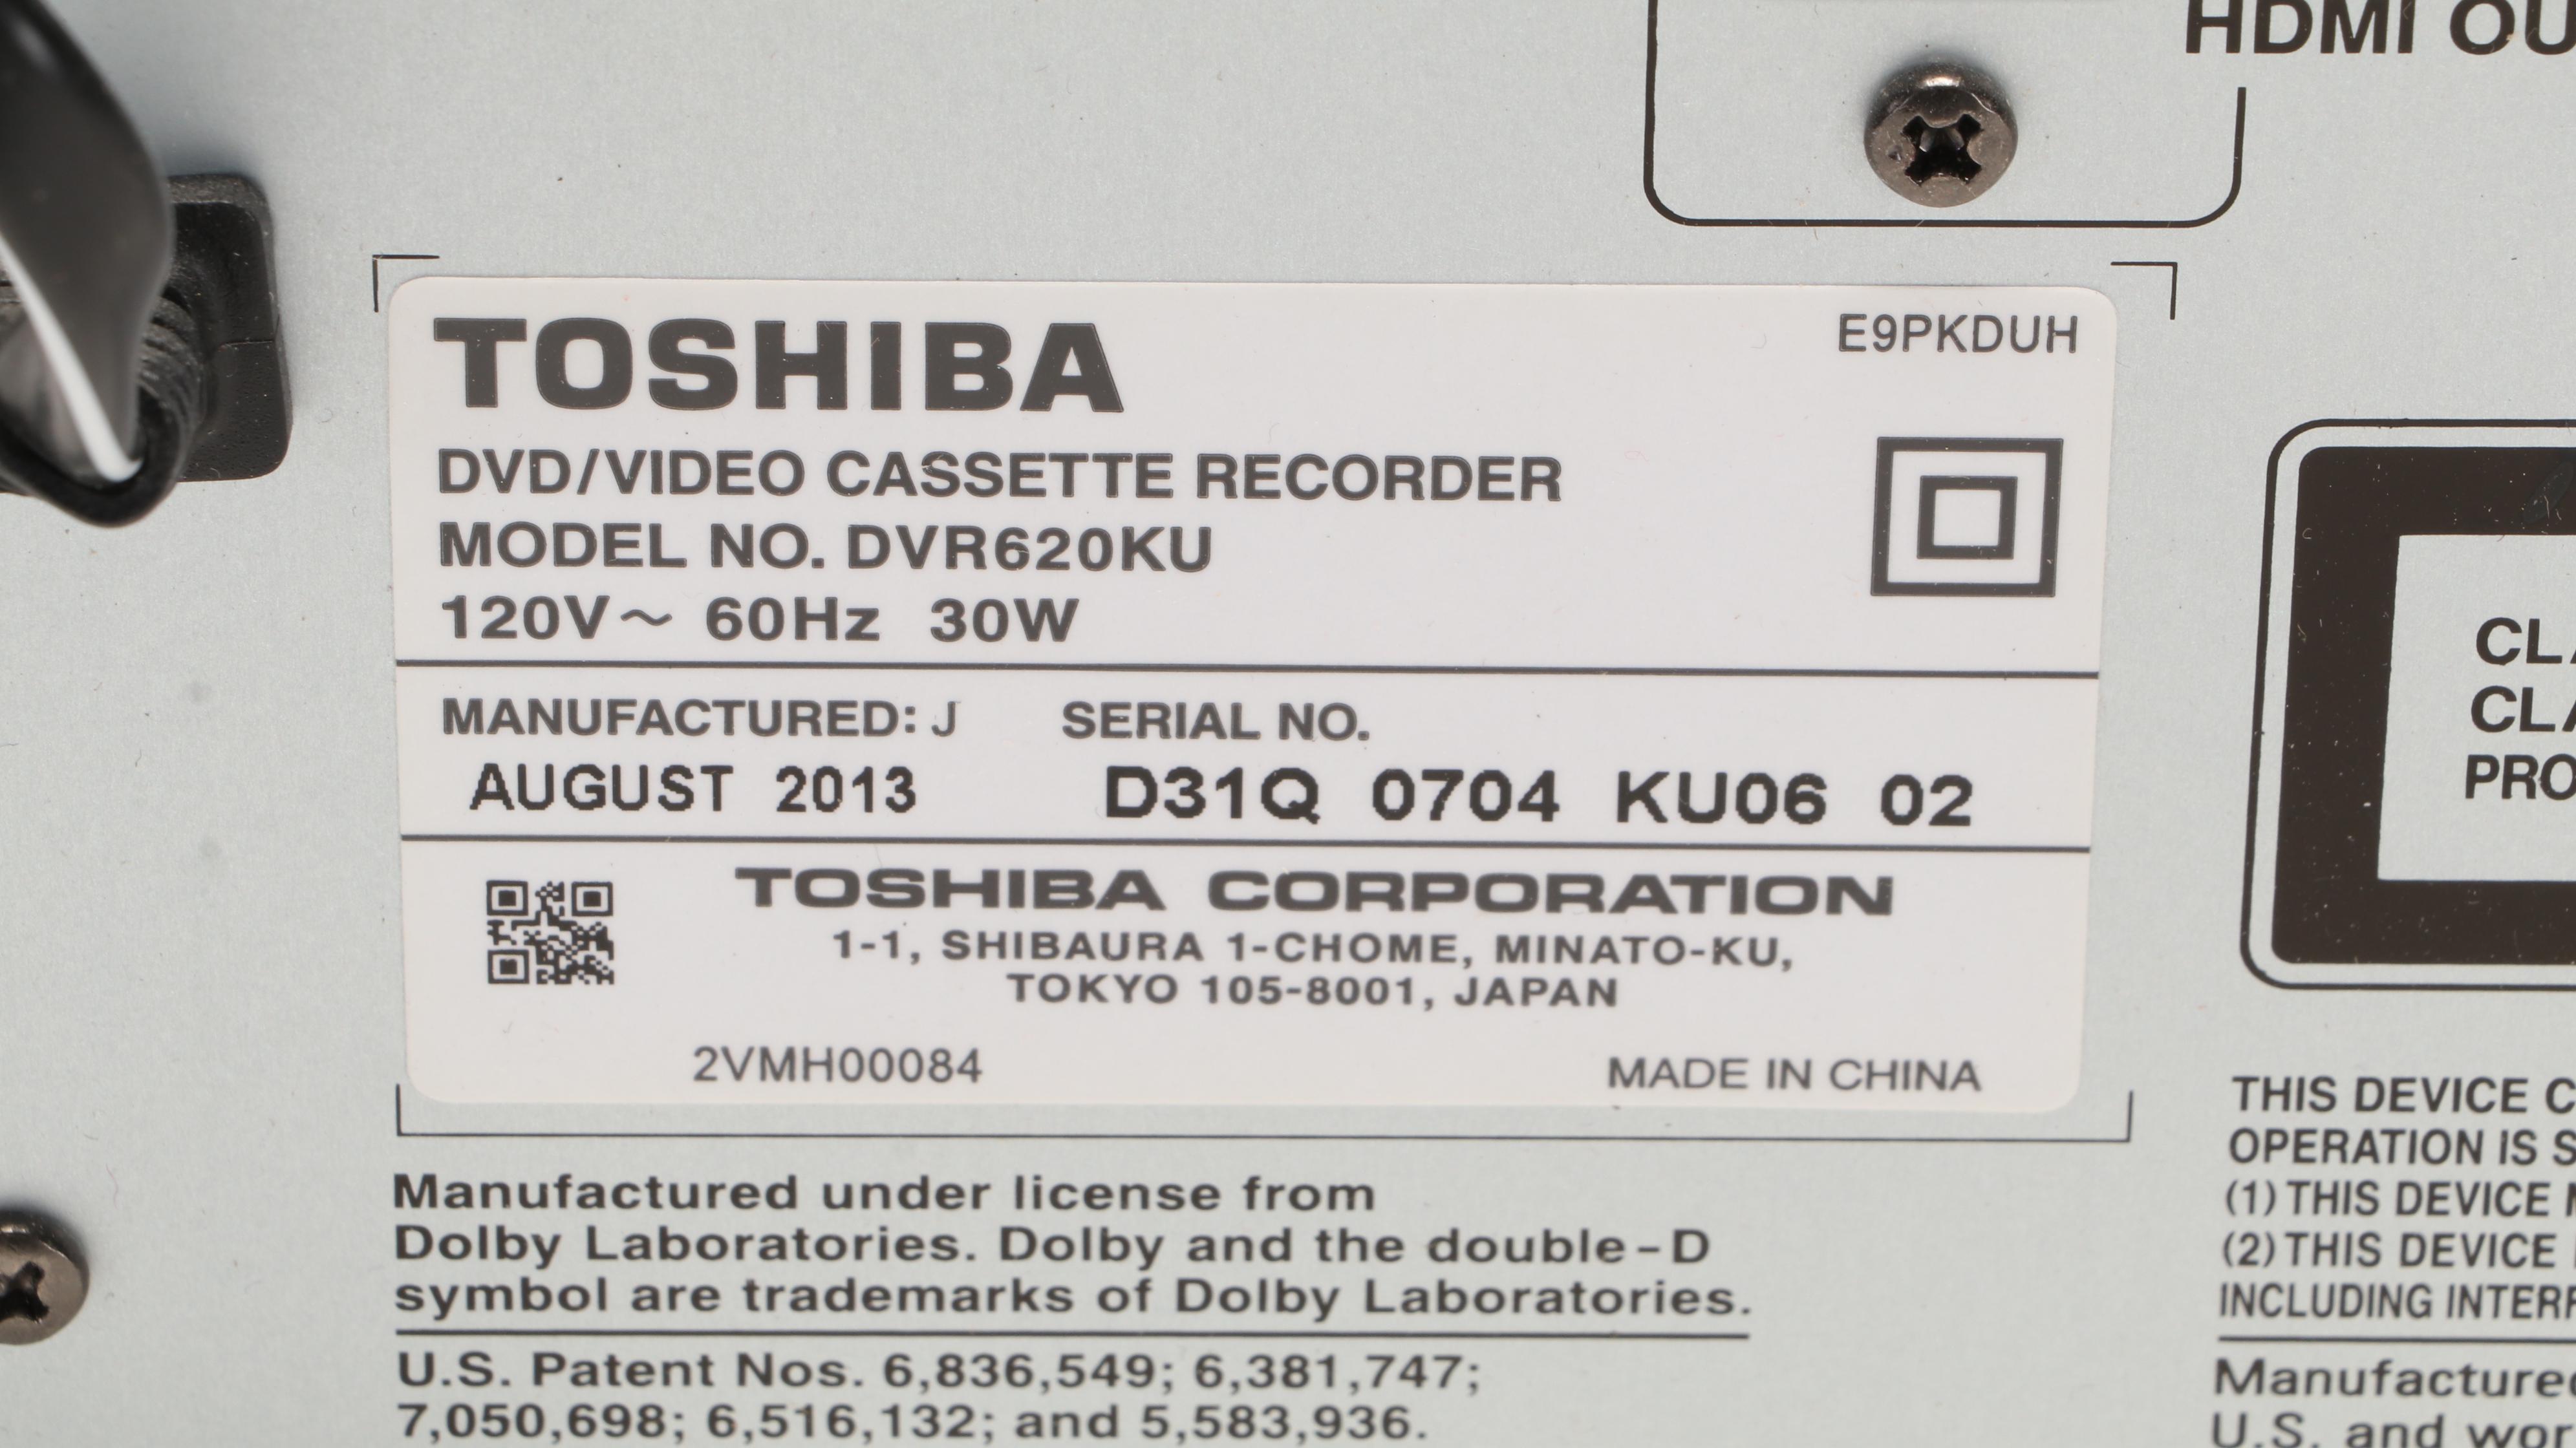 HDMI OU
TOSHIBA
E9PKDUH
DVD/VIDEO CASSETTE RECORDER
MODEL NO. DVR620KU
120V～ 60Hz 30W
MANUFACTURED: J SERIAL NO.
AUGUST 2013 D31Q 0704 KU06 02
TOSHIBA CORPORATION
1-1, SHIBAURA 1-CHOME, MINATO-KU,
TOKYO 105-8001, JAPAN
2VMH00084 MADE IN CHINA
Manufactured under license from
Dolby Laboratories. Dolby and the double-D
symbol are trademarks of Dolby Laboratories.
U.S. Patent Nos. 6,836,549; 6,381,747;
7,050,698; 6,516,132; and 5,583,936.
CLA
CLA
PRO
THIS DEVICE C
OPERATION IS S
(1) THIS DEVICE M
(2) THIS DEVICE
INCLUDING INTERF
Manufacture
U.S. and wor